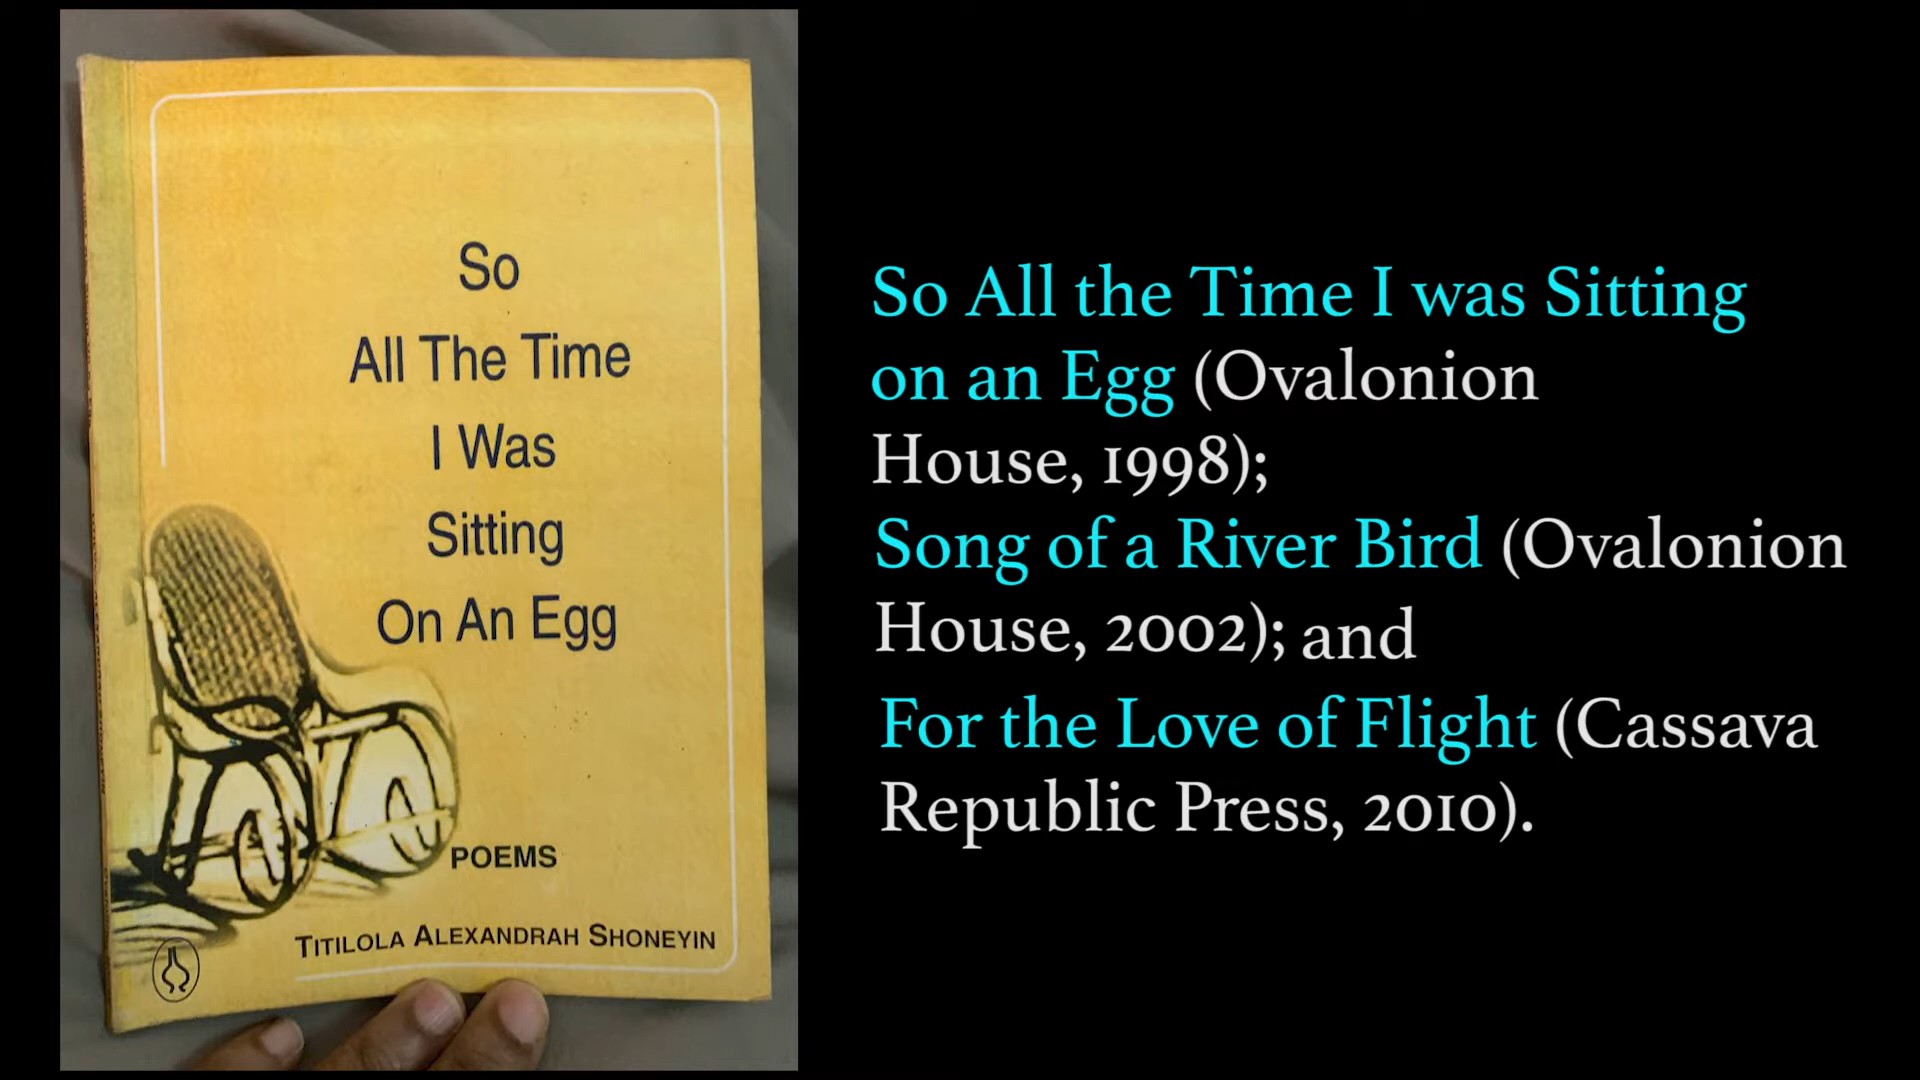 So
All The Time
I Was
Sitting
On An Egg
POEMS
TITILOLA ALEXANDRAH SHONEYIN
So All the Time I was Sitting
on an Egg (Ovalonion
House, 1998);
Song of a River Bird (Ovalonion
House, 2002); and
For the Love of Flight (Cassava
Republic Press, 2010).